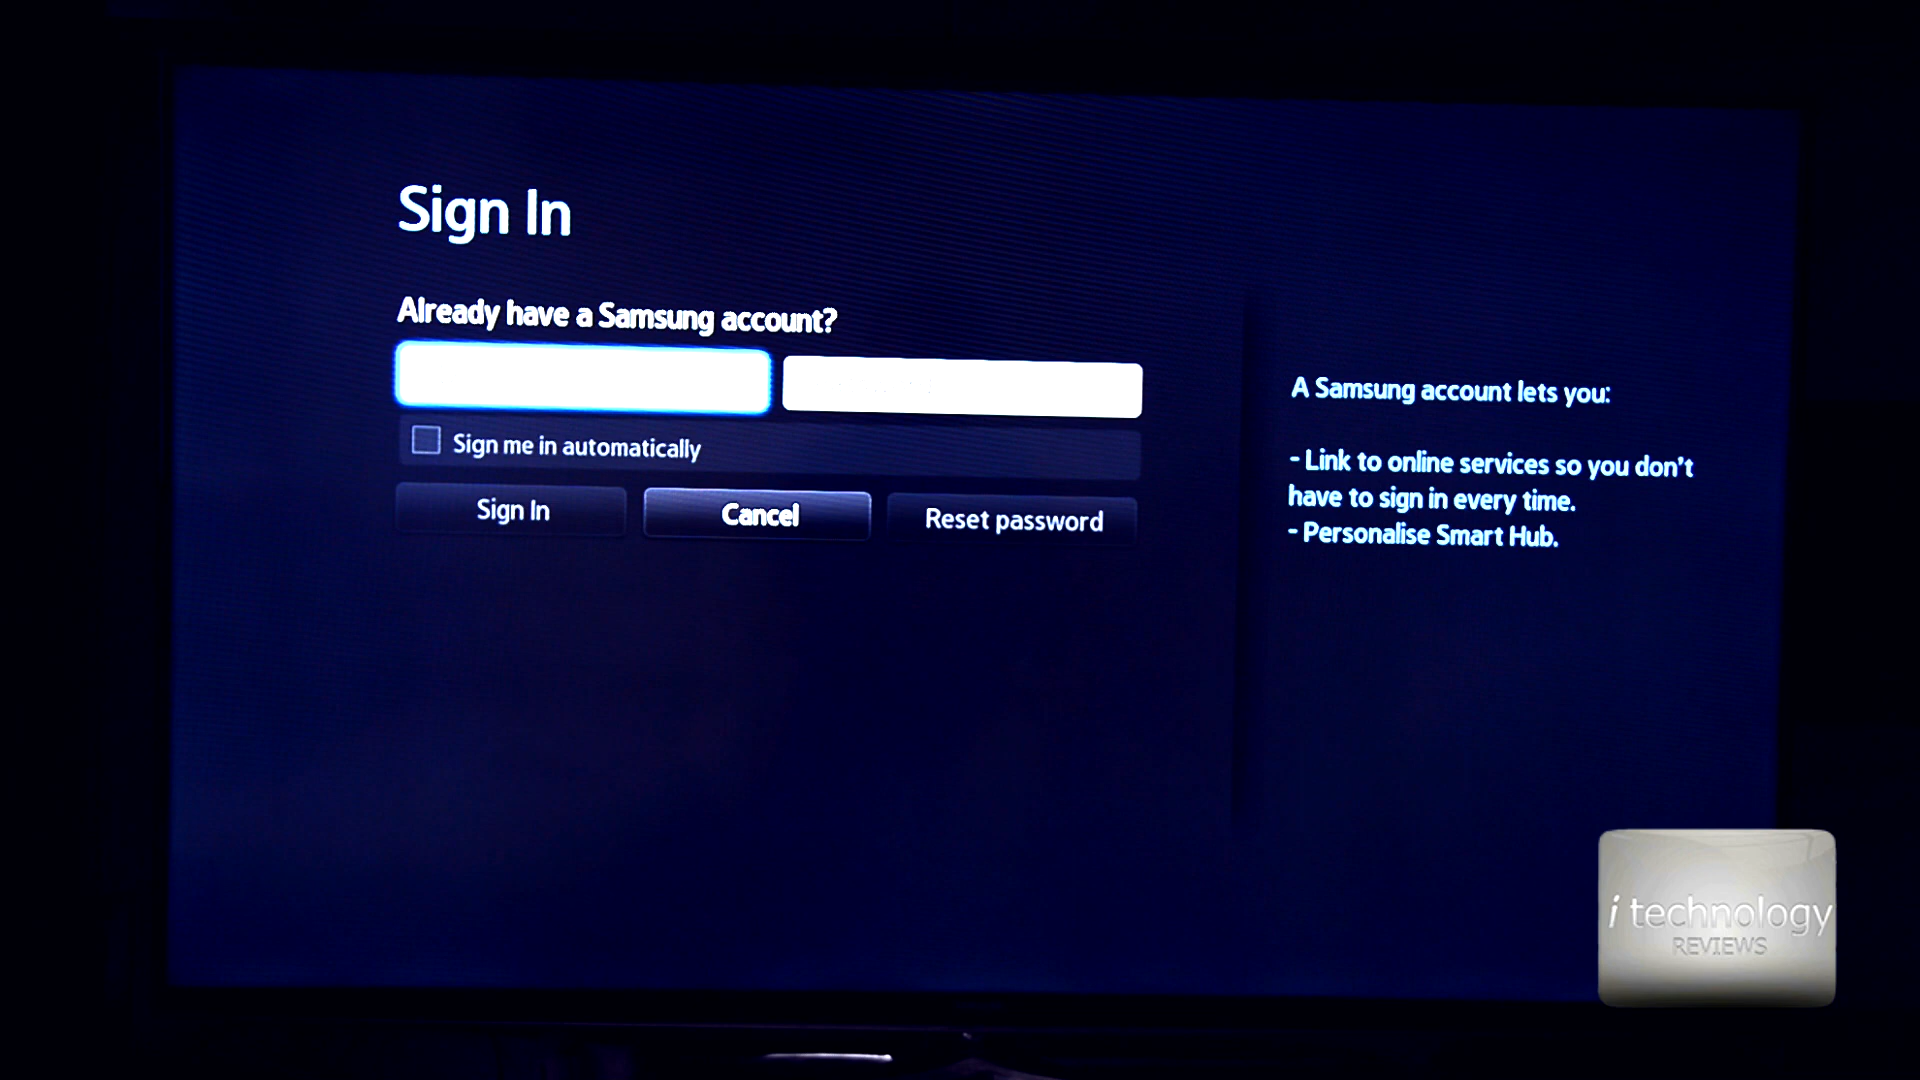 Sign In
Already have a Samsung account?
Sign me in automatically
Sign In
Cancel
Reset password
A Samsung account lets you:
- Link to online services so you don't
have to sign in every time.
- Personalise Smart Hub.
i technology
REVIEWS